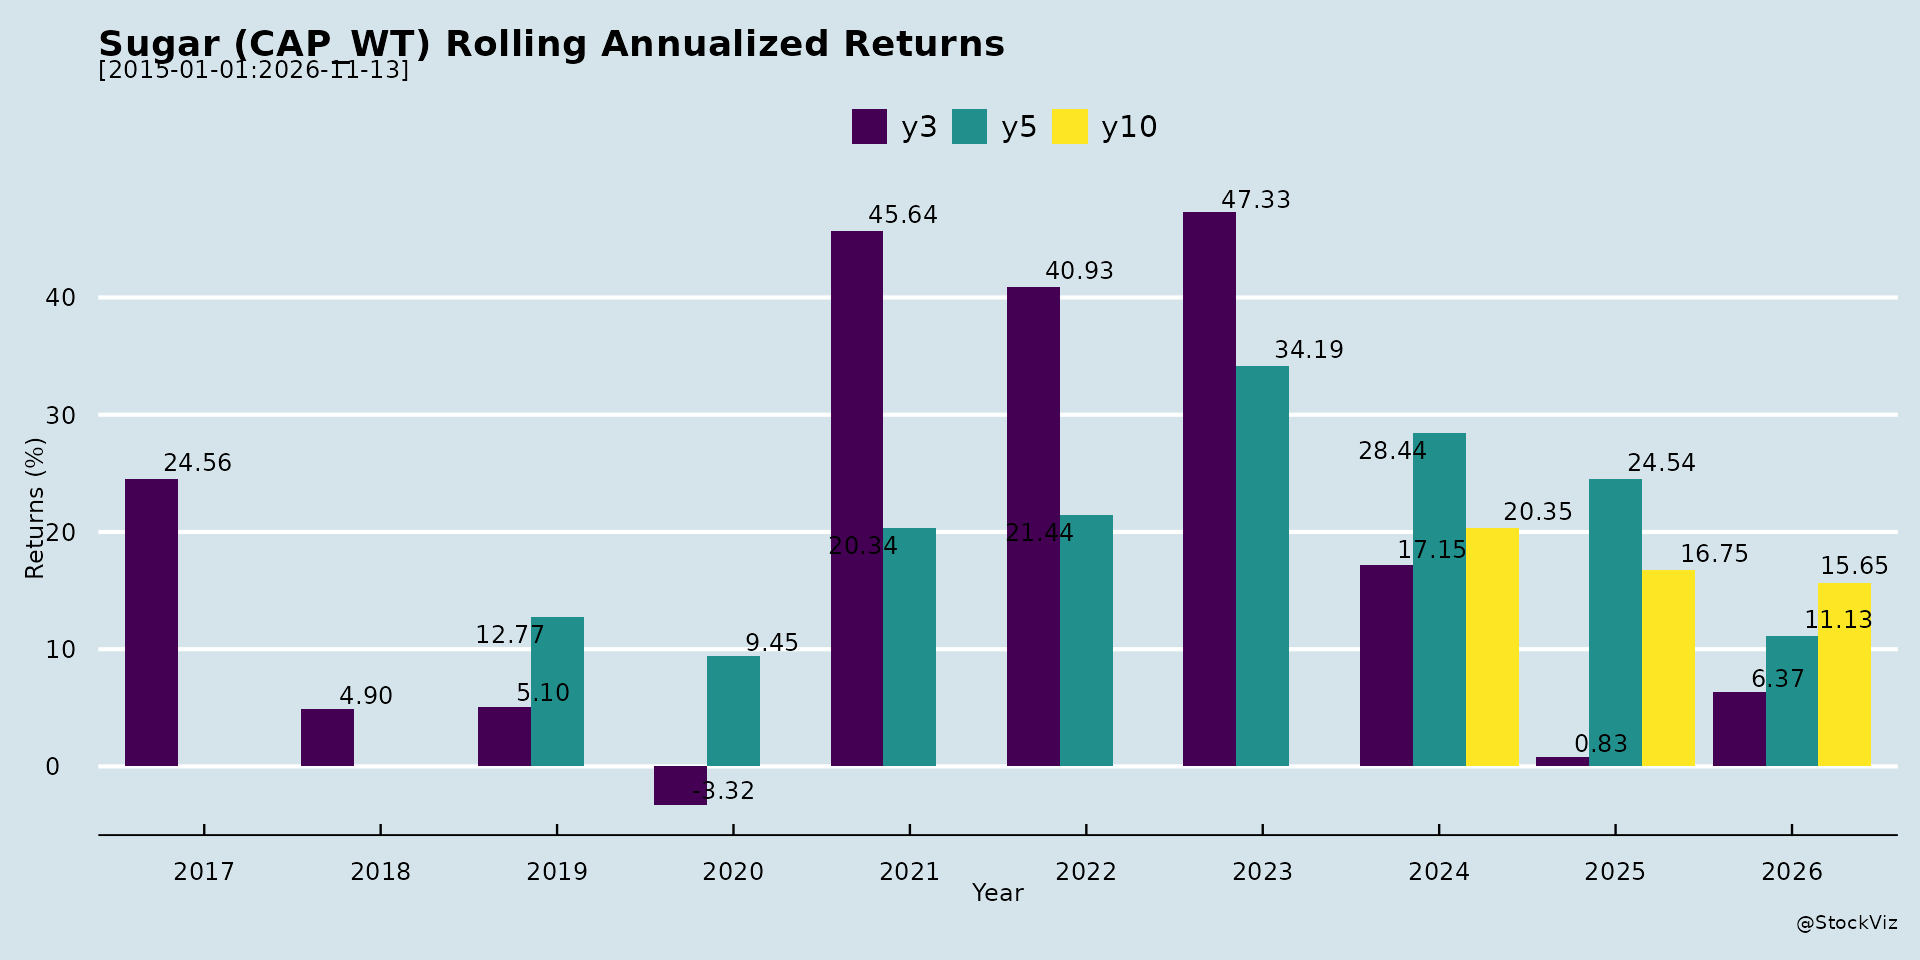 Sugar (CAP_WT) Rolling Annualized Returns
[2015-01-01:2026-11-13]
y3 y5 y10
47.33
45.64
40.93
40
34.19
30
28.44
24.56 24.54
20.35
20 21.44
20.34 17.15 16.75
15.65
12.77 11.13
10 9.45
4.90 5.10 6.37
0.83
0
-3.32
Returns (%)
2017 2018 2019 2020 2021 2022 2023 2024 2025 2026
Year
@StockViz